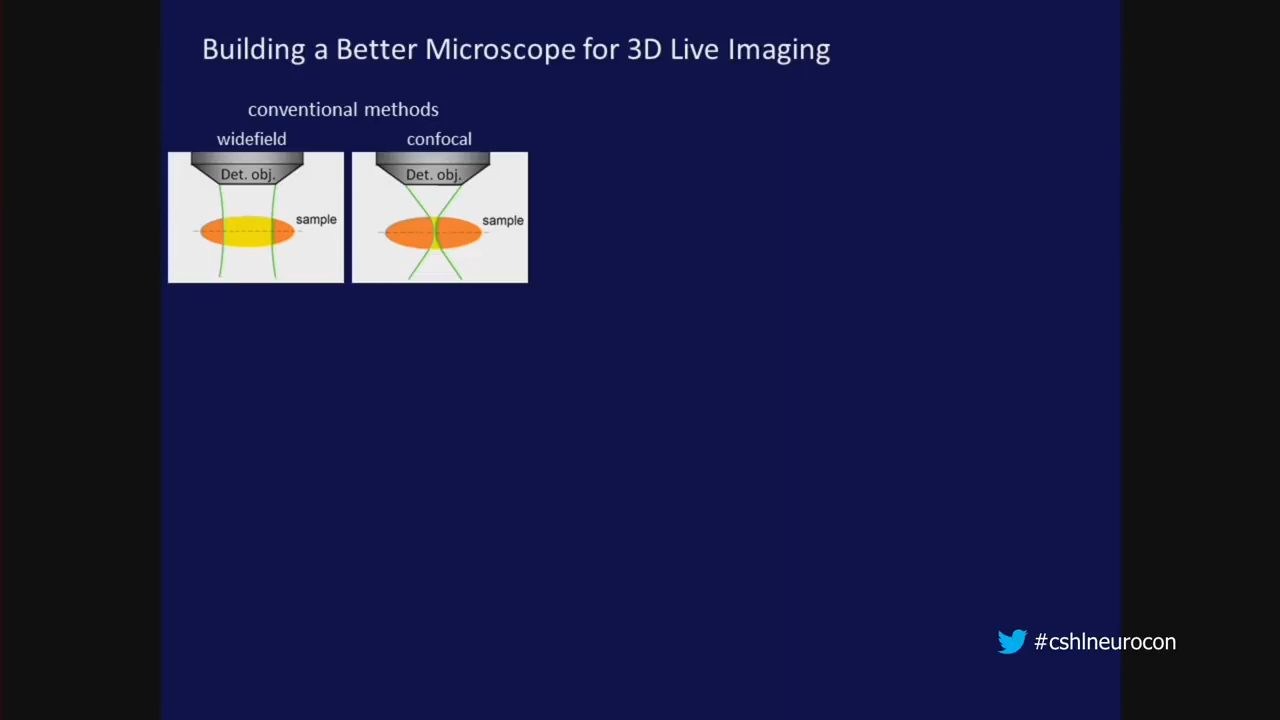 Building a Better Microscope for 3D Live Imaging
conventional methods
widefield
confocal
Det. obj.
sample
Det. obj.
sample
#cshlneurocon